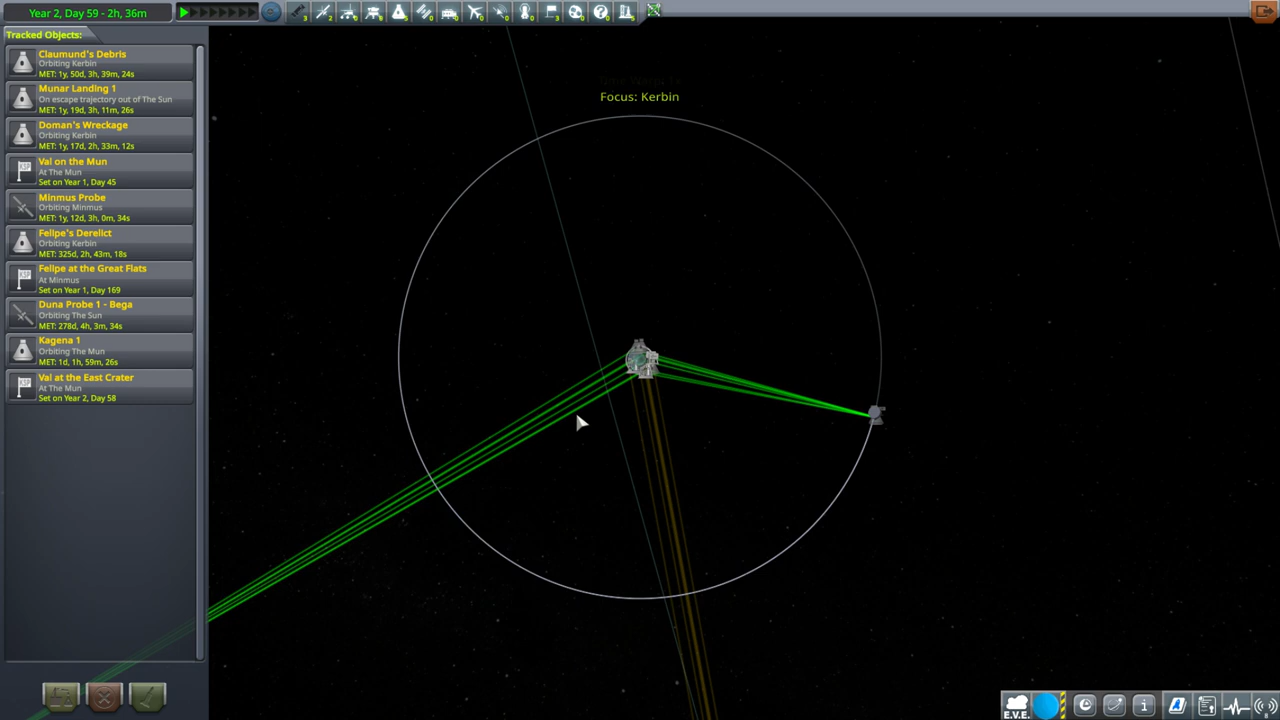 Year 2, Day 59 - 2h, 36m
Tracked Objects:
Claumund's Debris
Orbiting Kerbin
MET: 1y, 50d, 3h, 39m, 24s
Munar Landing 1
On escape trajectory out of The Sun
MET: 1y, 19d, 3h, 11m, 26s
Doman's Wreckage
Orbiting Kerbin
MET: 1y, 17d, 2h, 33m, 12s
Val on the Mun
At The Mun
Set on Year 1, Day 45
Minmus Probe
Orbiting Minmus
MET: 1y, 12d, 3h, 0m, 34s
Felipe's Derelict
Orbiting Kerbin
MET: 325d, 2h, 43m, 18s
Felipe at the Great Flats
At Minmus
Set on Year 1, Day 169
Duna Probe 1 - Bega
Orbiting The Sun
MET: 278d, 4h, 3m, 34s
Kagena 1
Orbiting The Mun
MET: 1d, 1h, 59m, 26s
Val at the East Crater
At The Mun
Set on Year 2, Day 58
Focus: Kerbin
E.V.E.